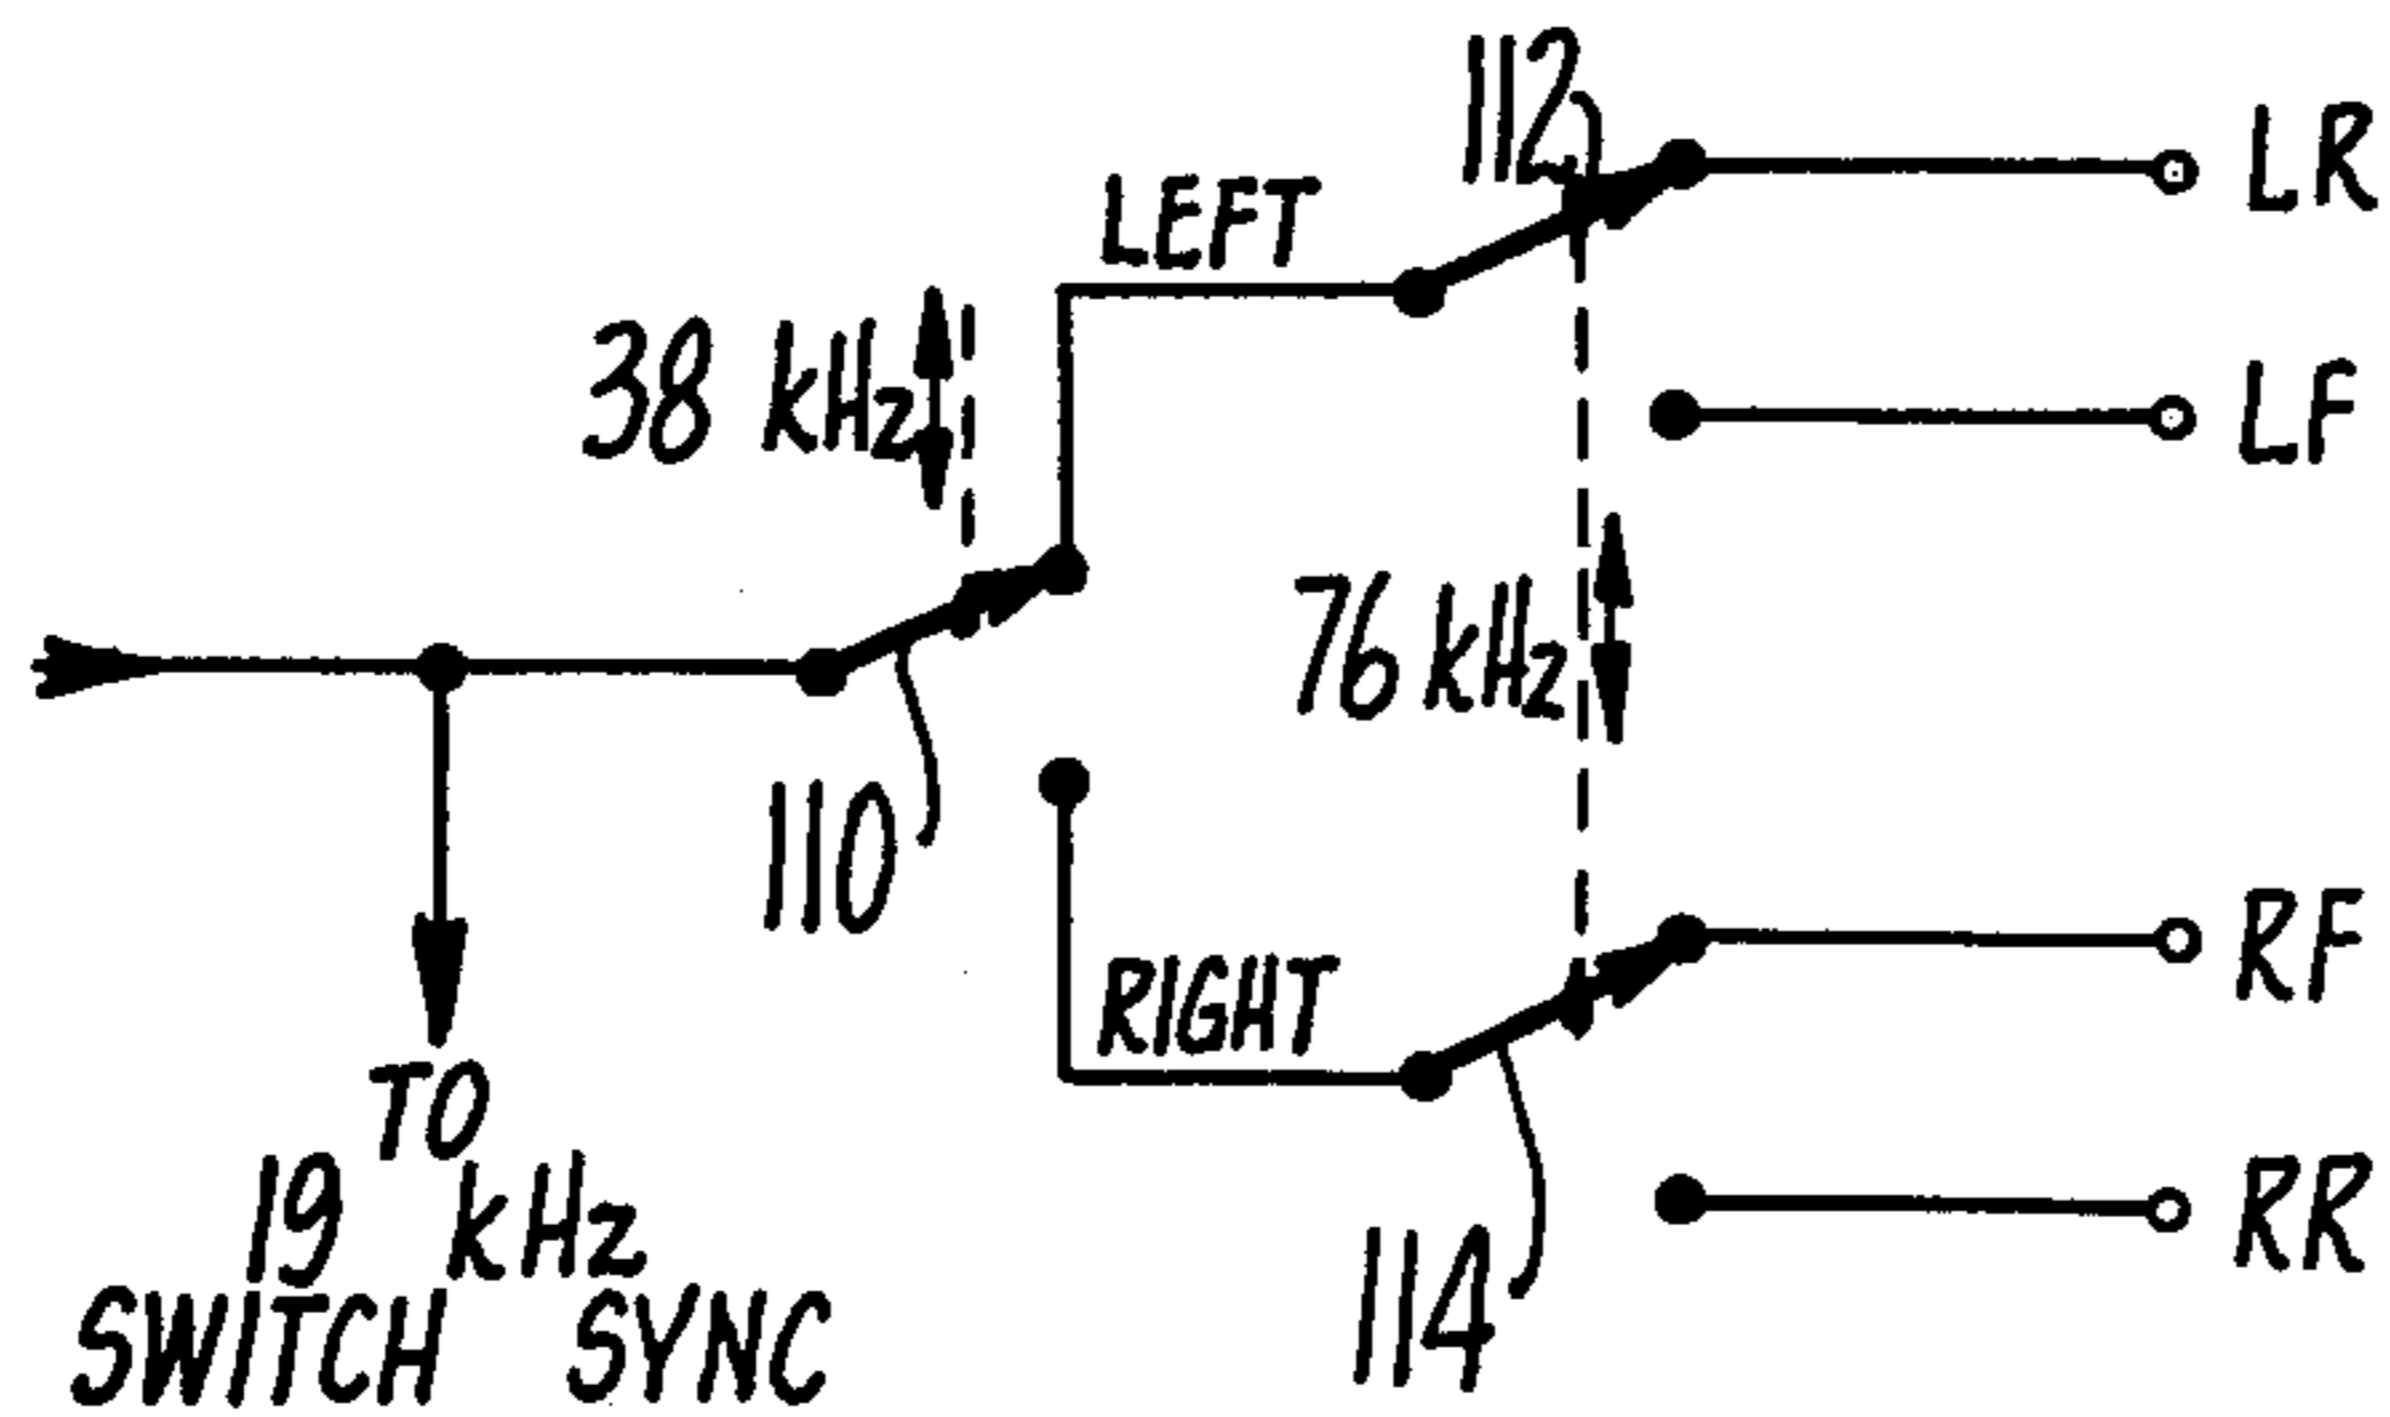 112
LR
LEFT
38 kHz
LF
76 kHz
110
RF
RIGHT
TO
19 kHz
SWITCH SYNC
RR
114